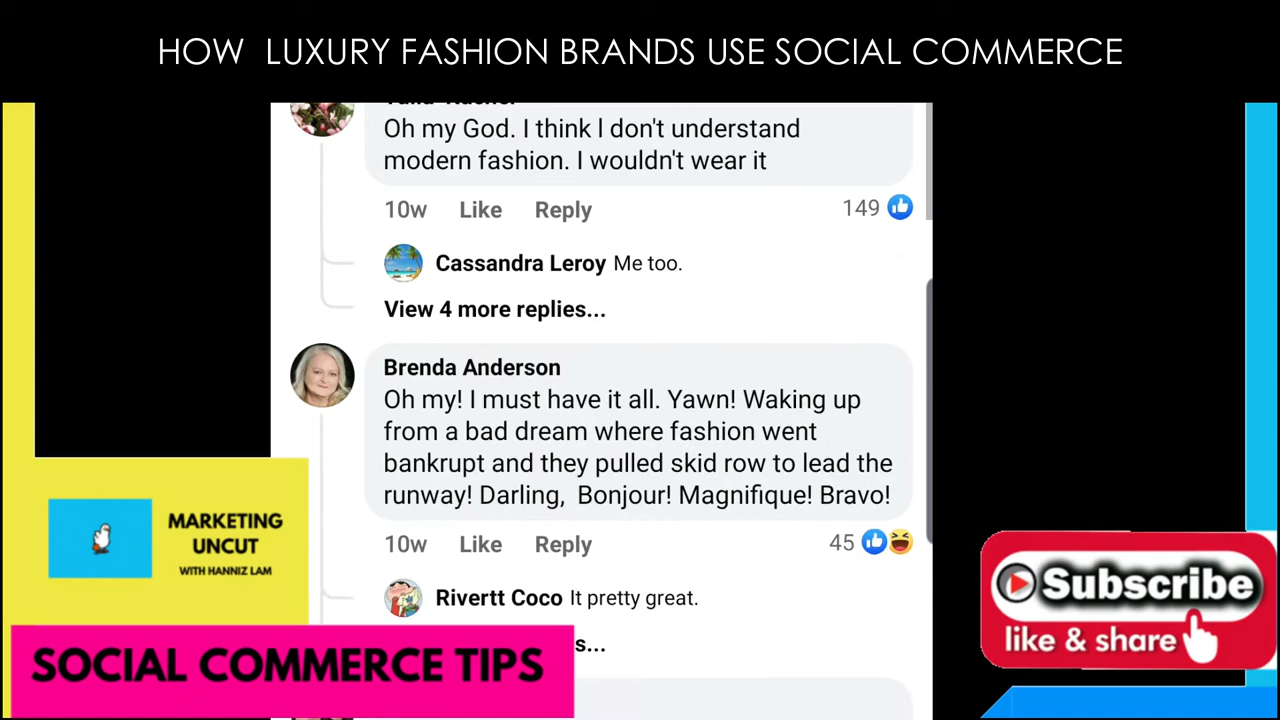 HOW LUXURY FASHION BRANDS USE SOCIAL COMMERCE
Oh my God. I think I don't understand
modern fashion. I wouldn't wear it
10w Like Reply 149
Cassandra Leroy Me too.
View 4 more replies...
Brenda Anderson
Oh my! I must have it all. Yawn! Waking up
from a bad dream where fashion went
bankrupt and they pulled skid row to lead the
runway! Darling, Bonjour! Magnifique! Bravo!
10w Like Reply 45
Rivertt Coco It pretty great.
s...
MARKETING
UNCUT
WITH HANNIZ LAM
SOCIAL COMMERCE TIPS
Subscribe
like & share